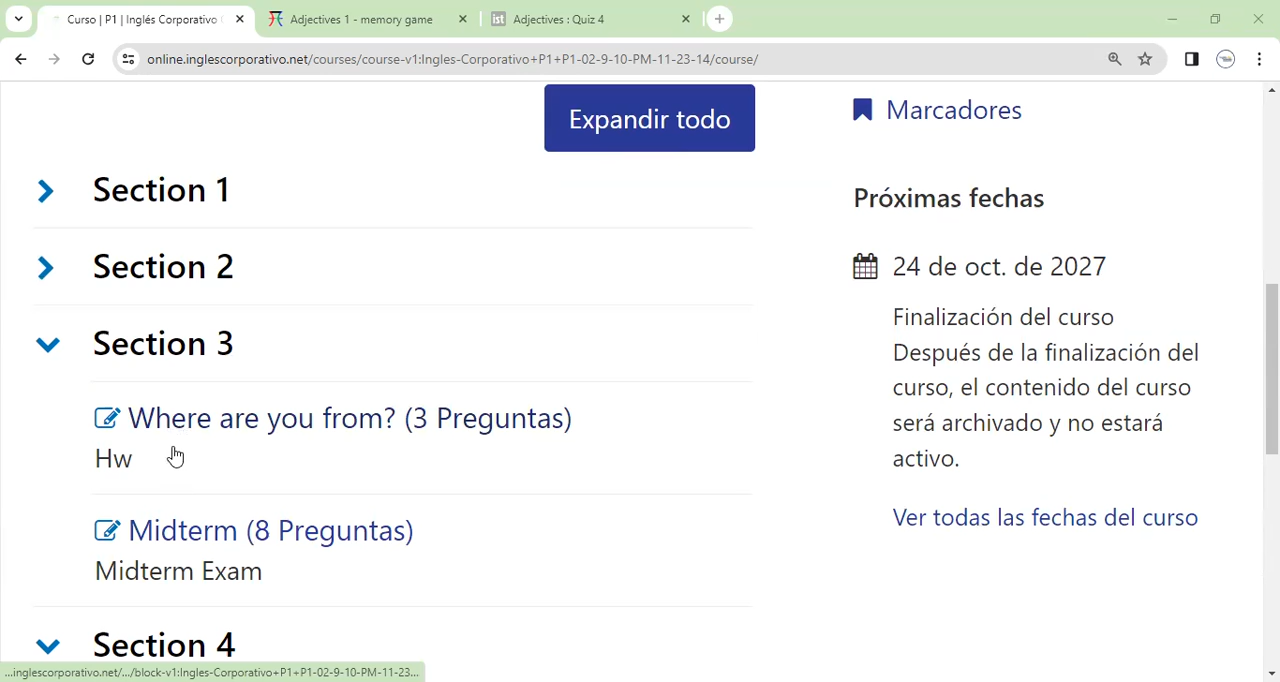 Curso | P1 | Inglés Corporativo (
Adjectives 1 - memory game
Adjectives : Quiz 4
online.inglescorporativo.net/courses/course-v1:Ingles-Corporativo+P1+P1-02-9-10-PM-11-23-14/course/
Expandir todo
Marcadores
Section 1
Próximas fechas
Section 2
24 de oct. de 2027
Finalización del curso
Después de la finalización del
curso, el contenido del curso
será archivado y no estará
activo.
Section 3
Where are you from? (3 Preguntas)
Hw
Ver todas las fechas del curso
Midterm (8 Preguntas)
Midterm Exam
Section 4
...inglescorporativo.net/.../block-v1:Ingles-Corporativo+P1+P1-02-9-10-PM-11-23...